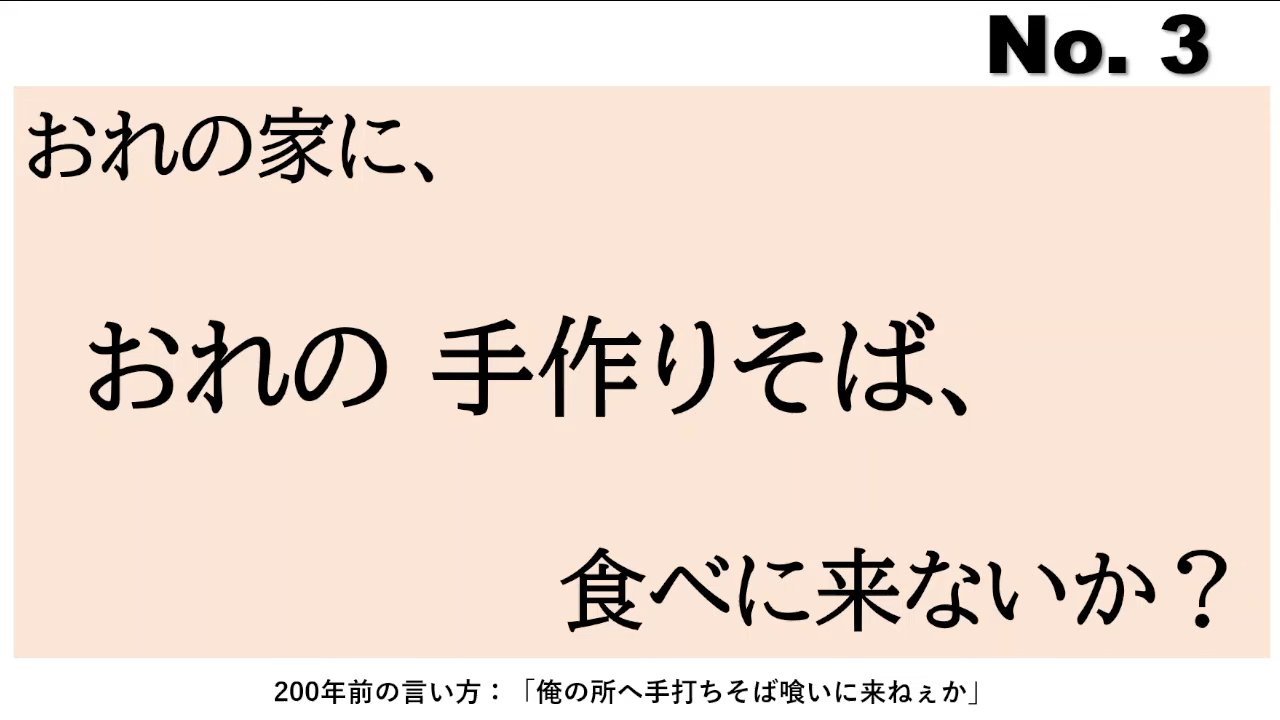 No. 3
おれの家に、
おれの 手作りそば、
食べに来ないか？
200年前の言い方：「俺の所へ手打ちそば喰いに来ねぇか」